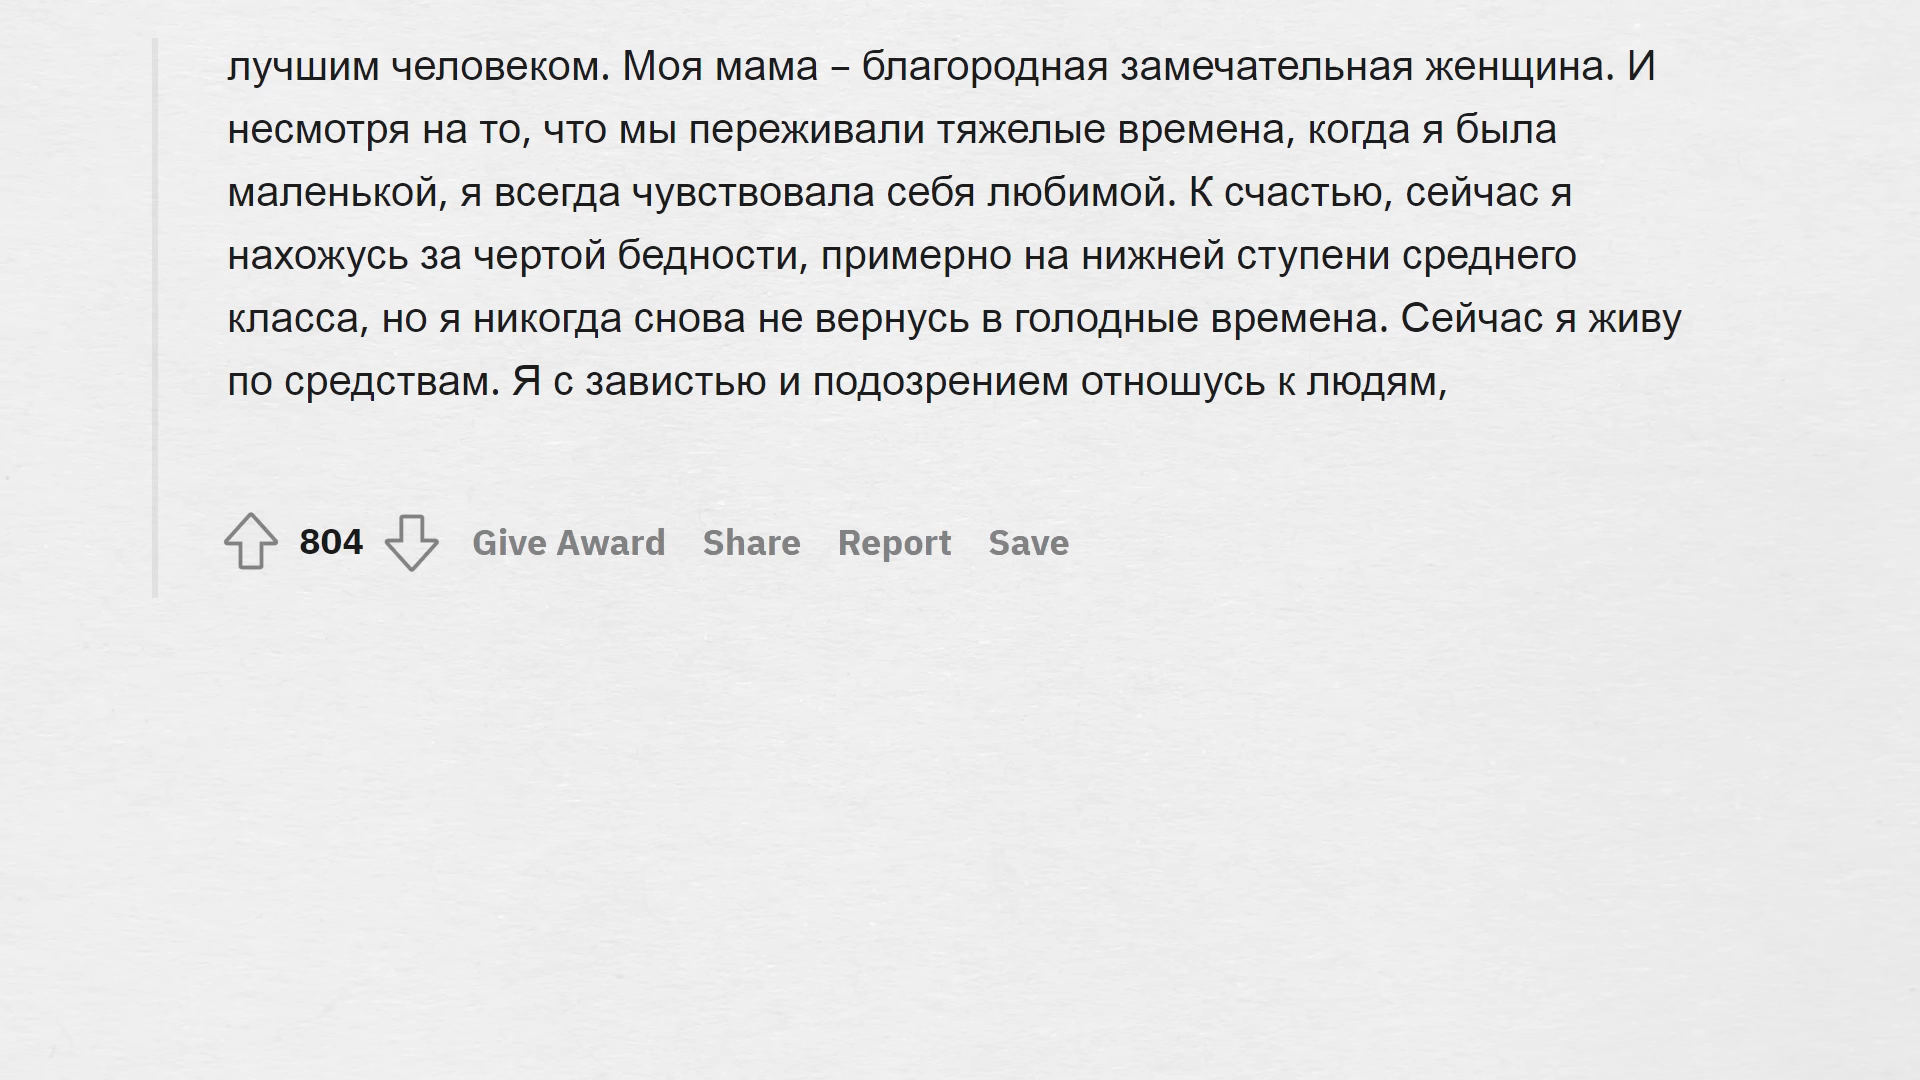 лучшим человеком. Моя мама – благородная замечательная женщина. И
несмотря на то, что мы переживали тяжелые времена, когда я была
маленькой, я всегда чувствовала себя любимой. К счастью, сейчас я
нахожусь за чертой бедности, примерно на нижней ступени среднего
класса, но я никогда снова не вернусь в голодные времена. Сейчас я живу
по средствам. Я с завистью и подозрением отношусь к людям,
804 Give Award Share Report Save